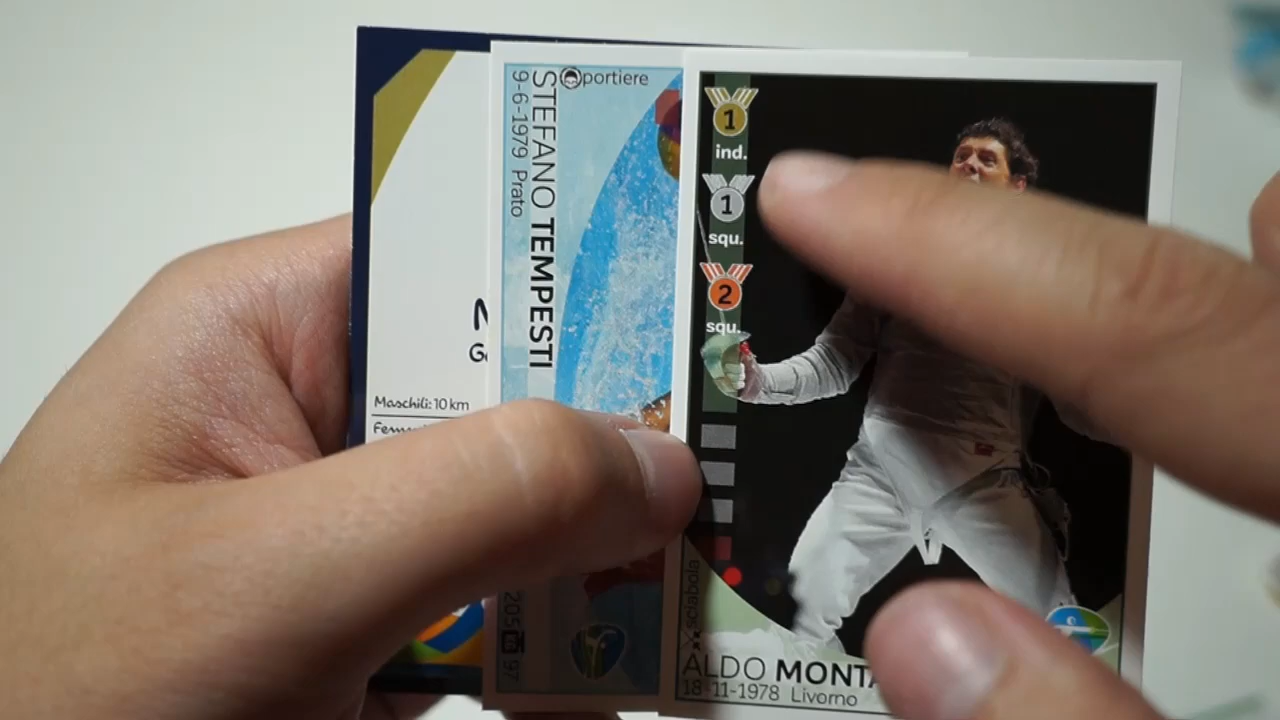 Maschili: 10 km
portiere
STEFANO TEMPESTI
9-6-1979 Prato
205
97
1
ind.
1
squ.
2
squ.
sciabola
ALDO
18-11-1978 Livorno